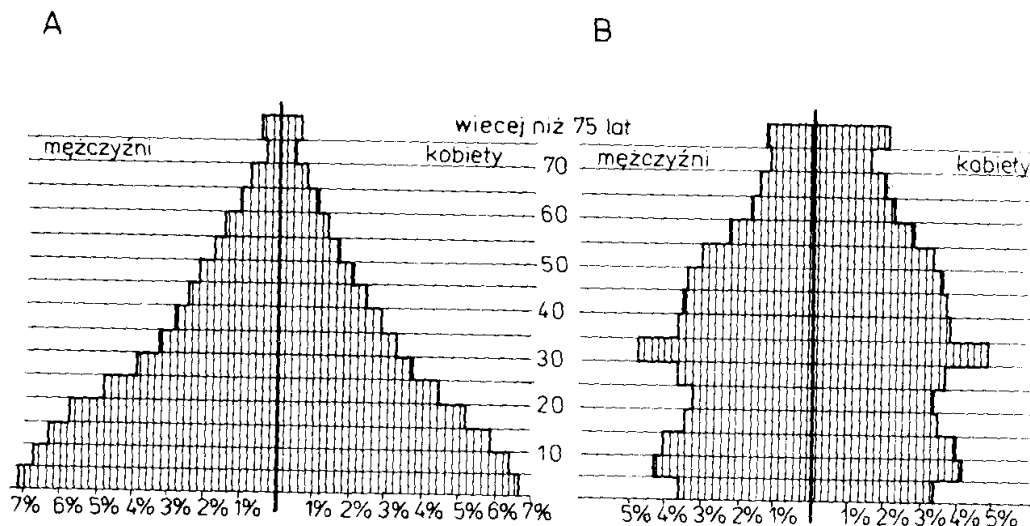 A B
więcej niż 75 lat
mężczyźni kobiety 70 mężczyźni kobiety
60
50
40
30
20
10
7% 6% 5% 4% 3% 2% 1% 1% 2% 3% 4% 5% 6% 7% 5% 4% 3% 2% 1% 1% 2% 3% 4% 5%